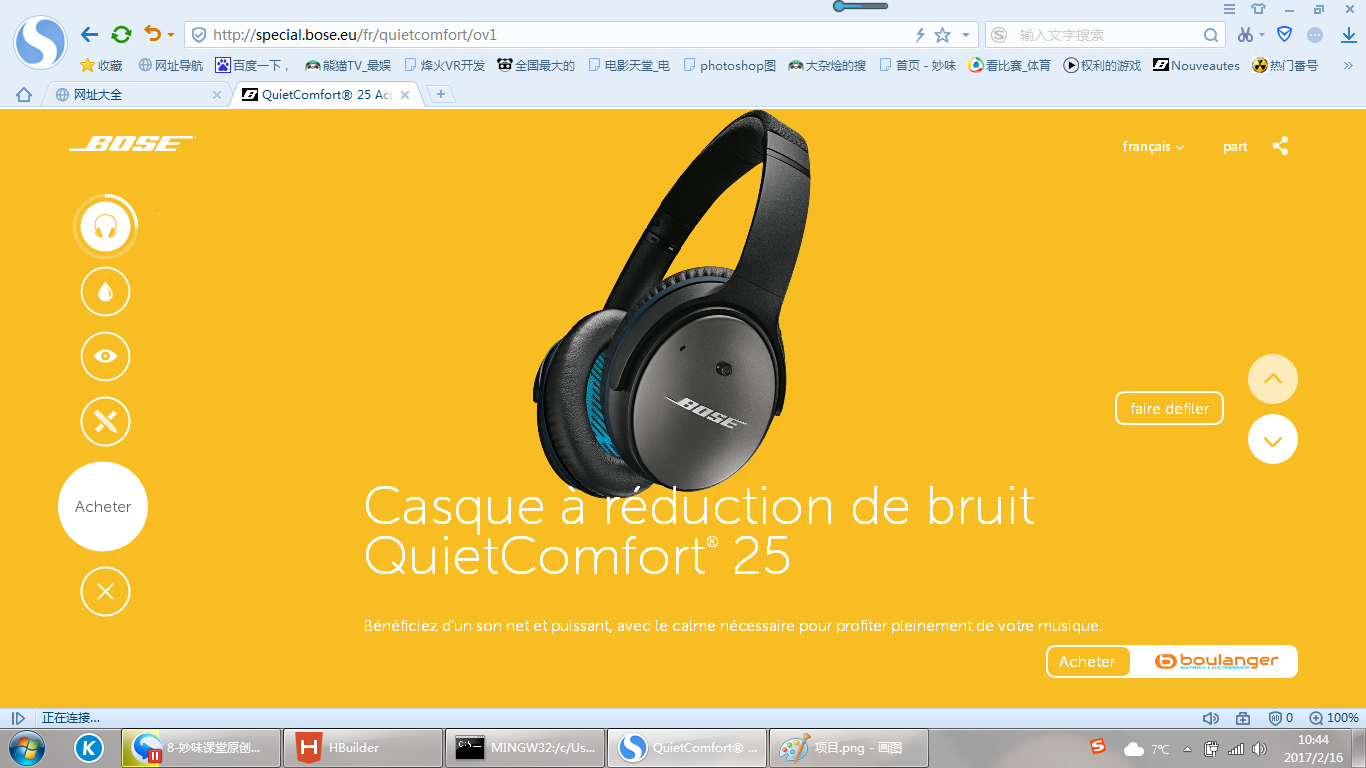 http://special.bose.eu/fr/quietcomfort/ov1
输入文字搜索
收藏 网址导航 百度一下， 熊猫TV_最娱 烽火VR开发 全国最大的 电影天堂_电 photoshop图 大杂烩的搜 首页 - 妙味 看比赛_体育 权利的游戏 Nouveautes 热门番号
网址大全
QuietComfort® 25 Acc
BOSE
français
part
BOSE
faire defiler
Acheter
Casque à réduction de bruit
QuietComfort® 25
Bénéficiez d'un son net et puissant, avec le calme nécessaire pour profiter pleinement de votre musique.
Acheter
boulanger
正在连接...
0
100%
8-妙味课堂原创...
HBuilder
MINGW32:/c/Us...
QuietComfort® ...
项目.png - 画图
7℃
10:44
2017/2/16